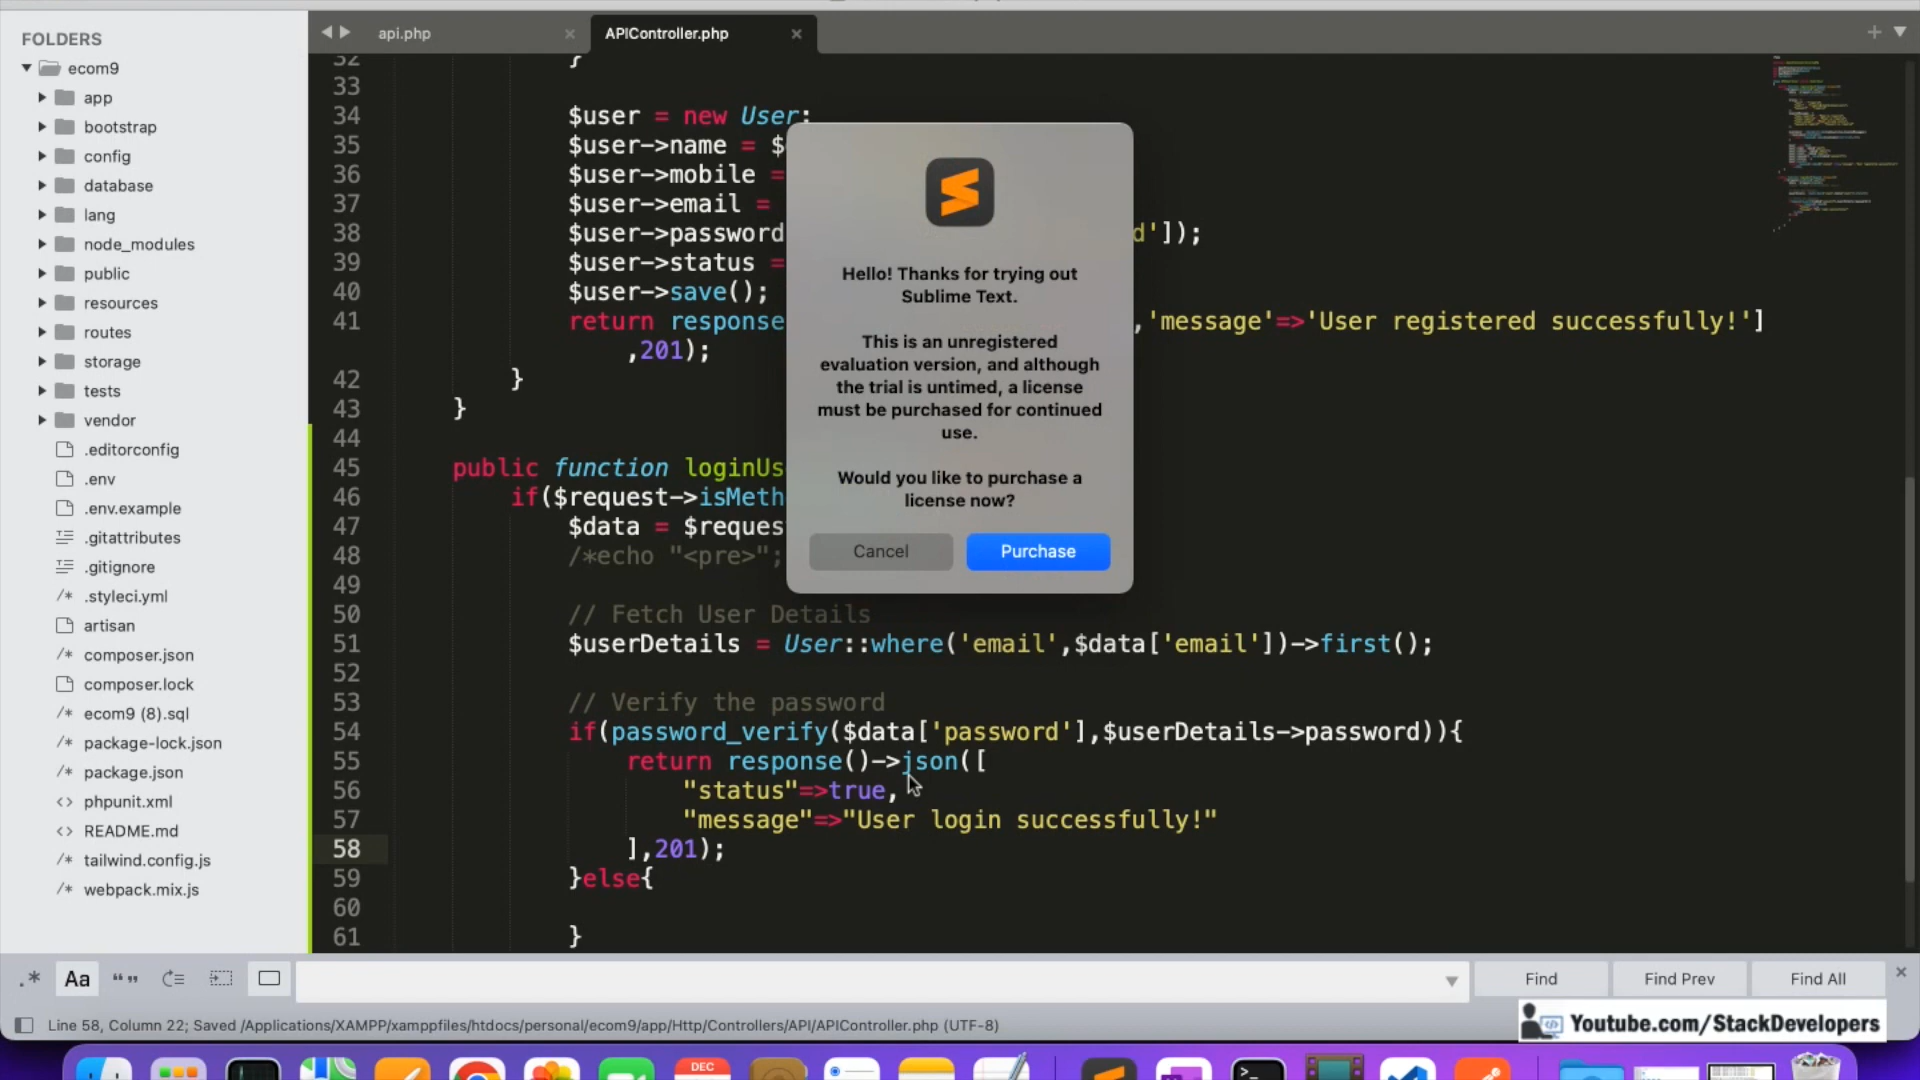 FOLDERS
ecom9
app
bootstrap
config
database
lang
node_modules
public
resources
routes
storage
tests
vendor
.editorconfig
.env
.env.example
.gitattributes
.gitignore
.styleci.yml
artisan
composer.json
composer.lock
ecom9 (8).sql
package-lock.json
package.json
phpunit.xml
README.md
tailwind.config.js
webpack.mix.js
api.php
APIController.php
32 }
33
34 $user = new User;
35 $user->name = $
36 $user->mobile =
37 $user->email =
38 $user->password d']);
39 $user->status =
40 $user->save();
41 return response ,'message'=>'User registered successfully!']
,201);
42 }
43 }
44
45 public function loginUs
46 if($request->isMeth
47 $data = $reques
48 /*echo "<pre>";
49
50 // Fetch User Details
51 $userDetails = User::where('email',$data['email'])->first();
52
53 // Verify the password
54 if(password_verify($data['password'],$userDetails->password)){
55 return response()->json([
56 "status"=>true,
57 "message"=>"User login successfully!"
58 ],201);
59 }else{
60
61 }
Hello! Thanks for trying out
Sublime Text.
This is an unregistered
evaluation version, and although
the trial is untimed, a license
must be purchased for continued
use.
Would you like to purchase a
license now?
Cancel
Purchase
.* Aa “ ”
Find
Find Prev
Find All
Line 58, Column 22; Saved /Applications/XAMPP/xamppfiles/htdocs/personal/ecom9/app/Http/Controllers/API/APIController.php (UTF-8)
Youtube.com/StackDevelopers
DEC